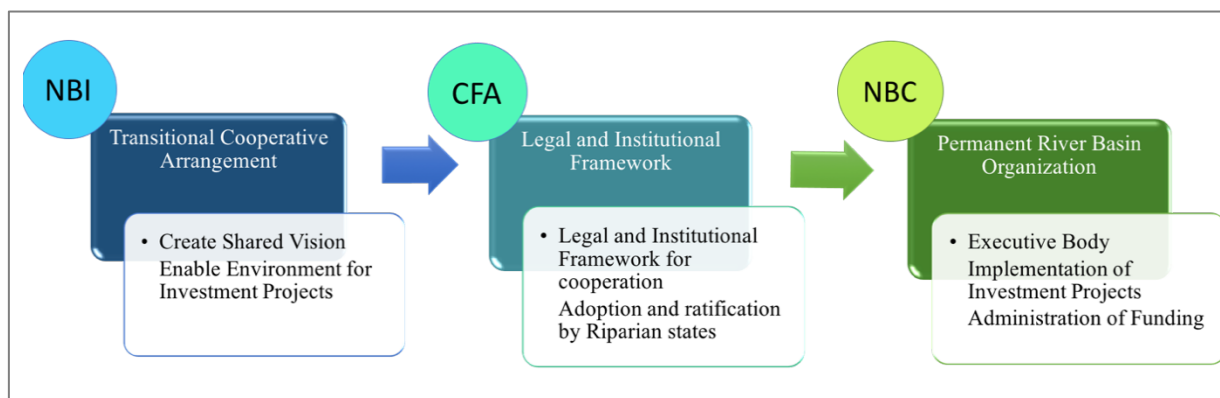 NBI
Transitional Cooperative
Arrangement
• Create Shared Vision
Enable Environment for
Investment Projects
CFA
Legal and Institutional
Framework
• Legal and Institutional
Framework for
cooperation
Adoption and ratification
by Riparian states
NBC
Permanent River Basin
Organization
• Executive Body
Implementation of
Investment Projects
Administration of Funding